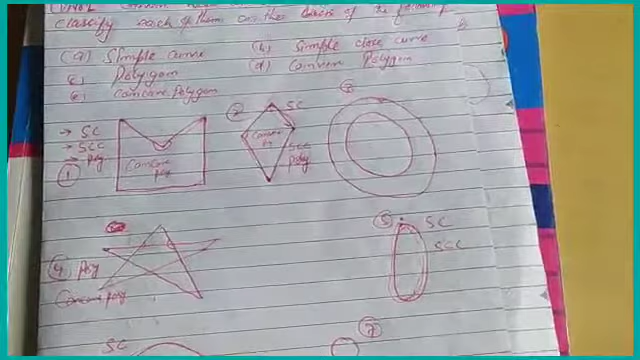 classify each of them on the basis of the
(a) Simple curve (b) Simple close curve
c) Polygon (d) Convex Polygon
(e) concave polygon
(2) SC (3)
→ SC
→ SCC
→ Poly
SCC
Poly
(1) Concave
poly
(5) SC
SCC
(4) Poly
Concave poly
(7)
SC